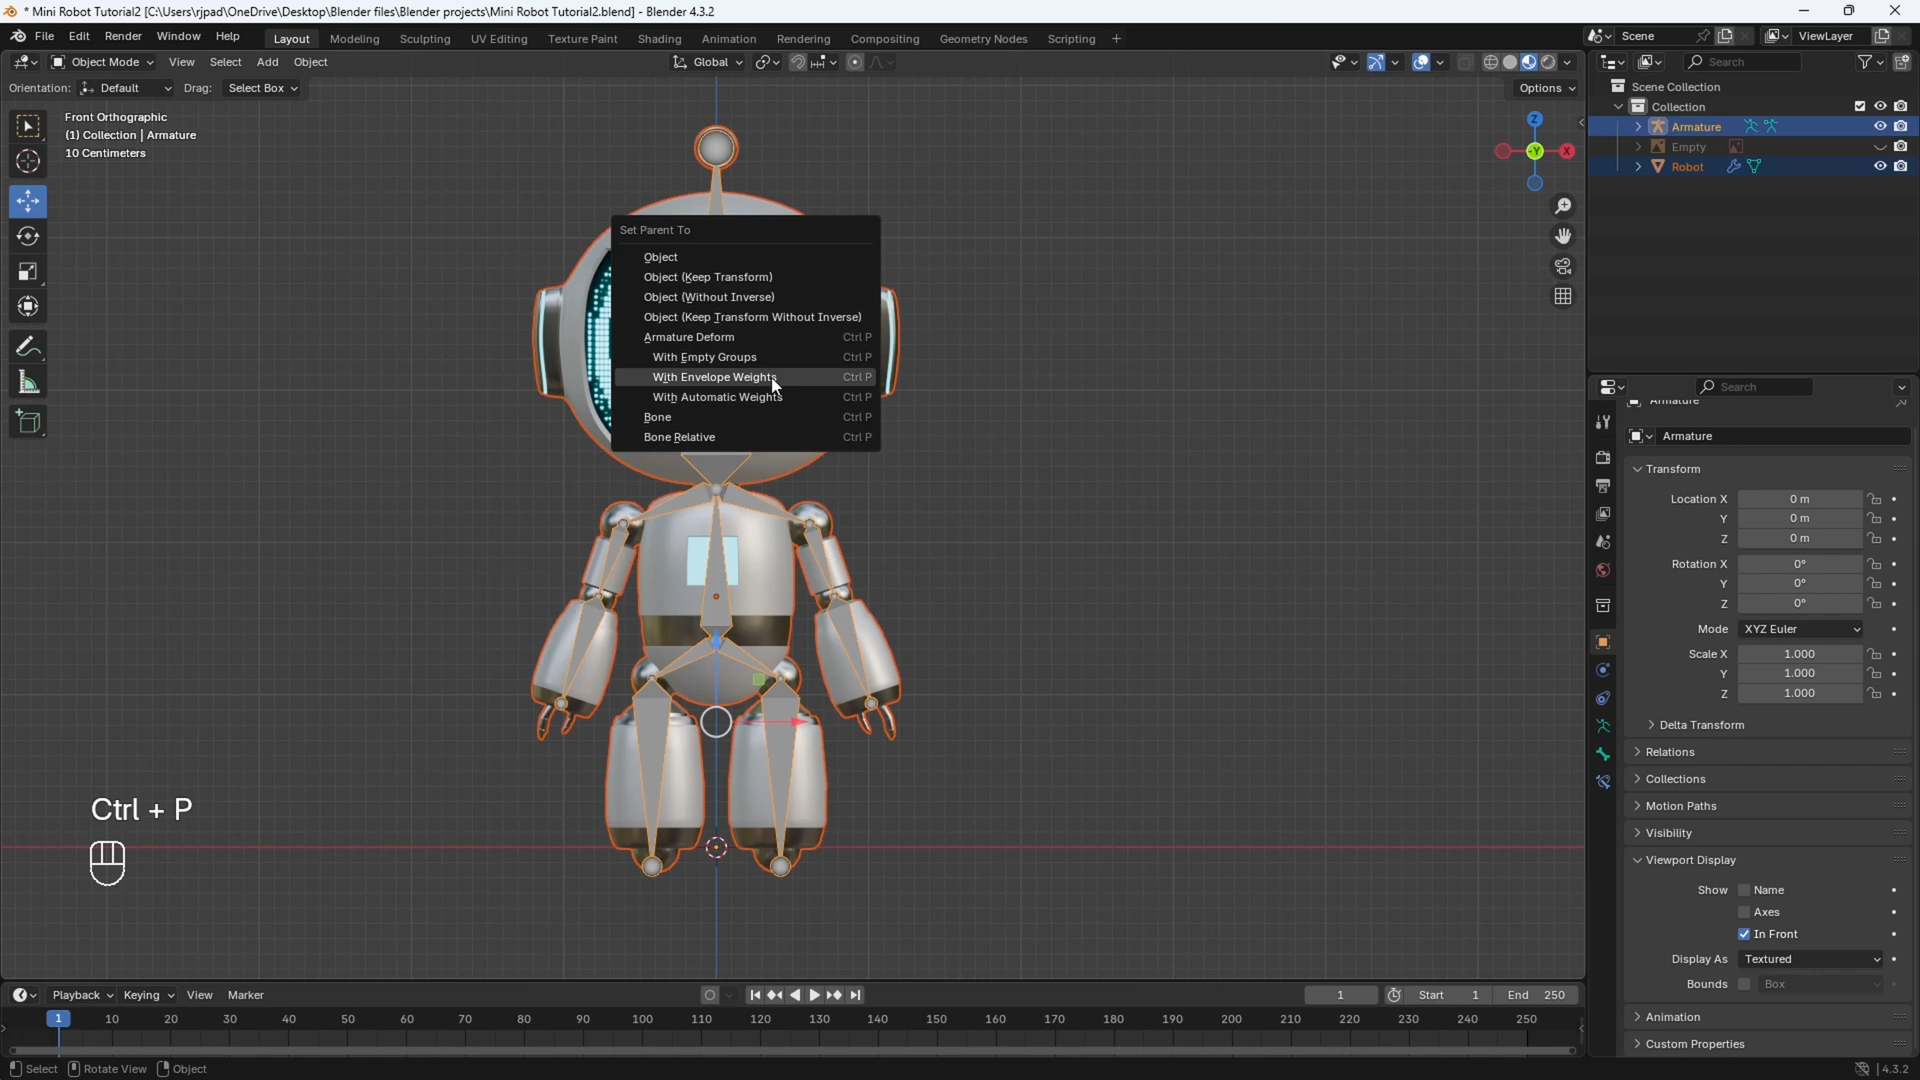 * Mini Robot Tutorial2 [C:\Users\rjpad\OneDrive\Desktop\Blender files\Blender projects\Mini Robot Tutorial2.blend] - Blender 4.3.2
File Edit Render Window Help Layout Modeling Sculpting UV Editing Texture Paint Shading Animation Rendering Compositing Geometry Nodes Scripting + Scene ViewLayer
Object Mode View Select Add Object Global Search
Orientation: Default Drag: Select Box Options
Scene Collection
Collection
Armature
Empty
Robot
Front Orthographic
(1) Collection | Armature
10 Centimeters
Z
-Y
X
Set Parent To
Object
Object (Keep Transform)
Object (Without Inverse)
Object (Keep Transform Without Inverse)
Armature Deform Ctrl P
With Empty Groups Ctrl P
With Envelope Weights Ctrl P
With Automatic Weights Ctrl P
Bone Ctrl P
Bone Relative Ctrl P
Ctrl + P
Search
Armature
Armature
Transform
Location X 0 m
Y 0 m
Z 0 m
Rotation X 0°
Y 0°
Z 0°
Mode XYZ Euler
Scale X 1.000
Y 1.000
Z 1.000
Delta Transform
Relations
Collections
Motion Paths
Visibility
Viewport Display
Show Name
Axes
In Front
Display As Textured
Bounds Box
Animation
Custom Properties
Playback Keying View Marker 1 Start 1 End 250
1 10 20 30 40 50 60 70 80 90 100 110 120 130 140 150 160 170 180 190 200 210 220 230 240 250
Select Rotate View Object 4.3.2